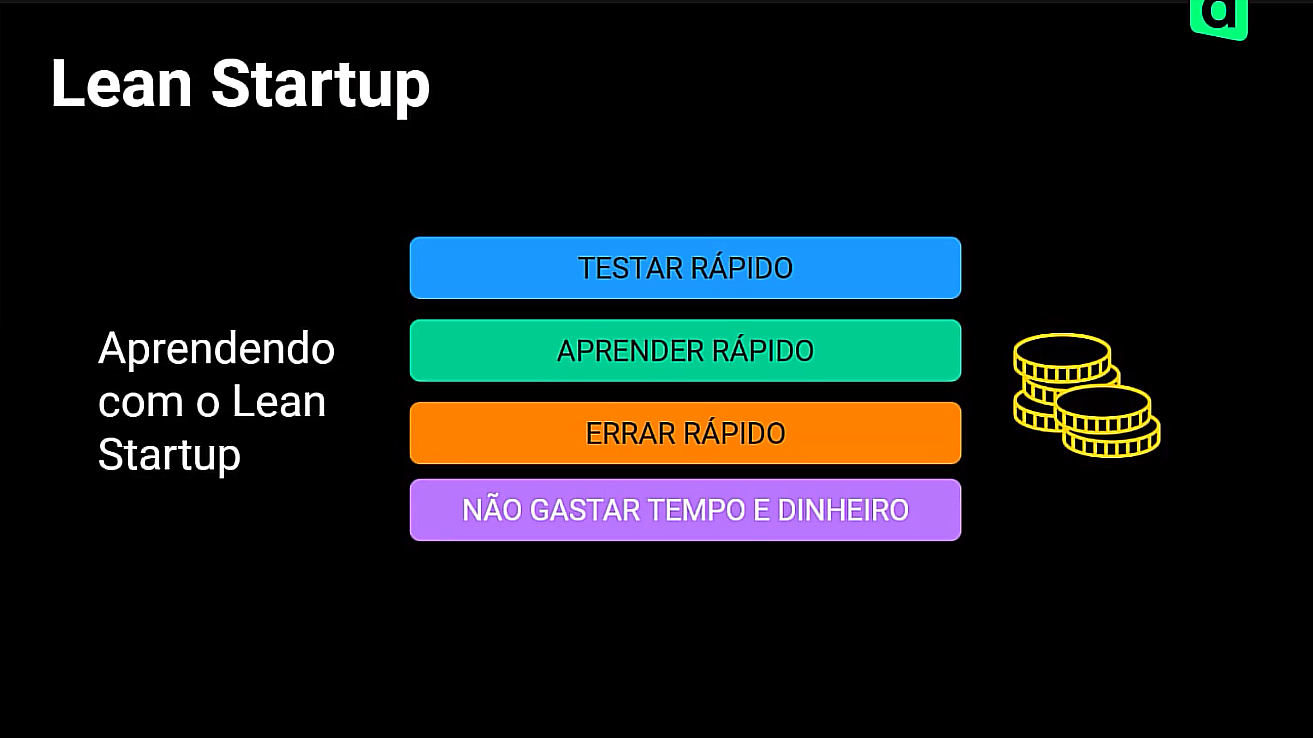 Lean Startup
TESTAR RÁPIDO
Aprendendo
com o Lean
Startup
APRENDER RÁPIDO
ERRAR RÁPIDO
NÃO GASTAR TEMPO E DINHEIRO